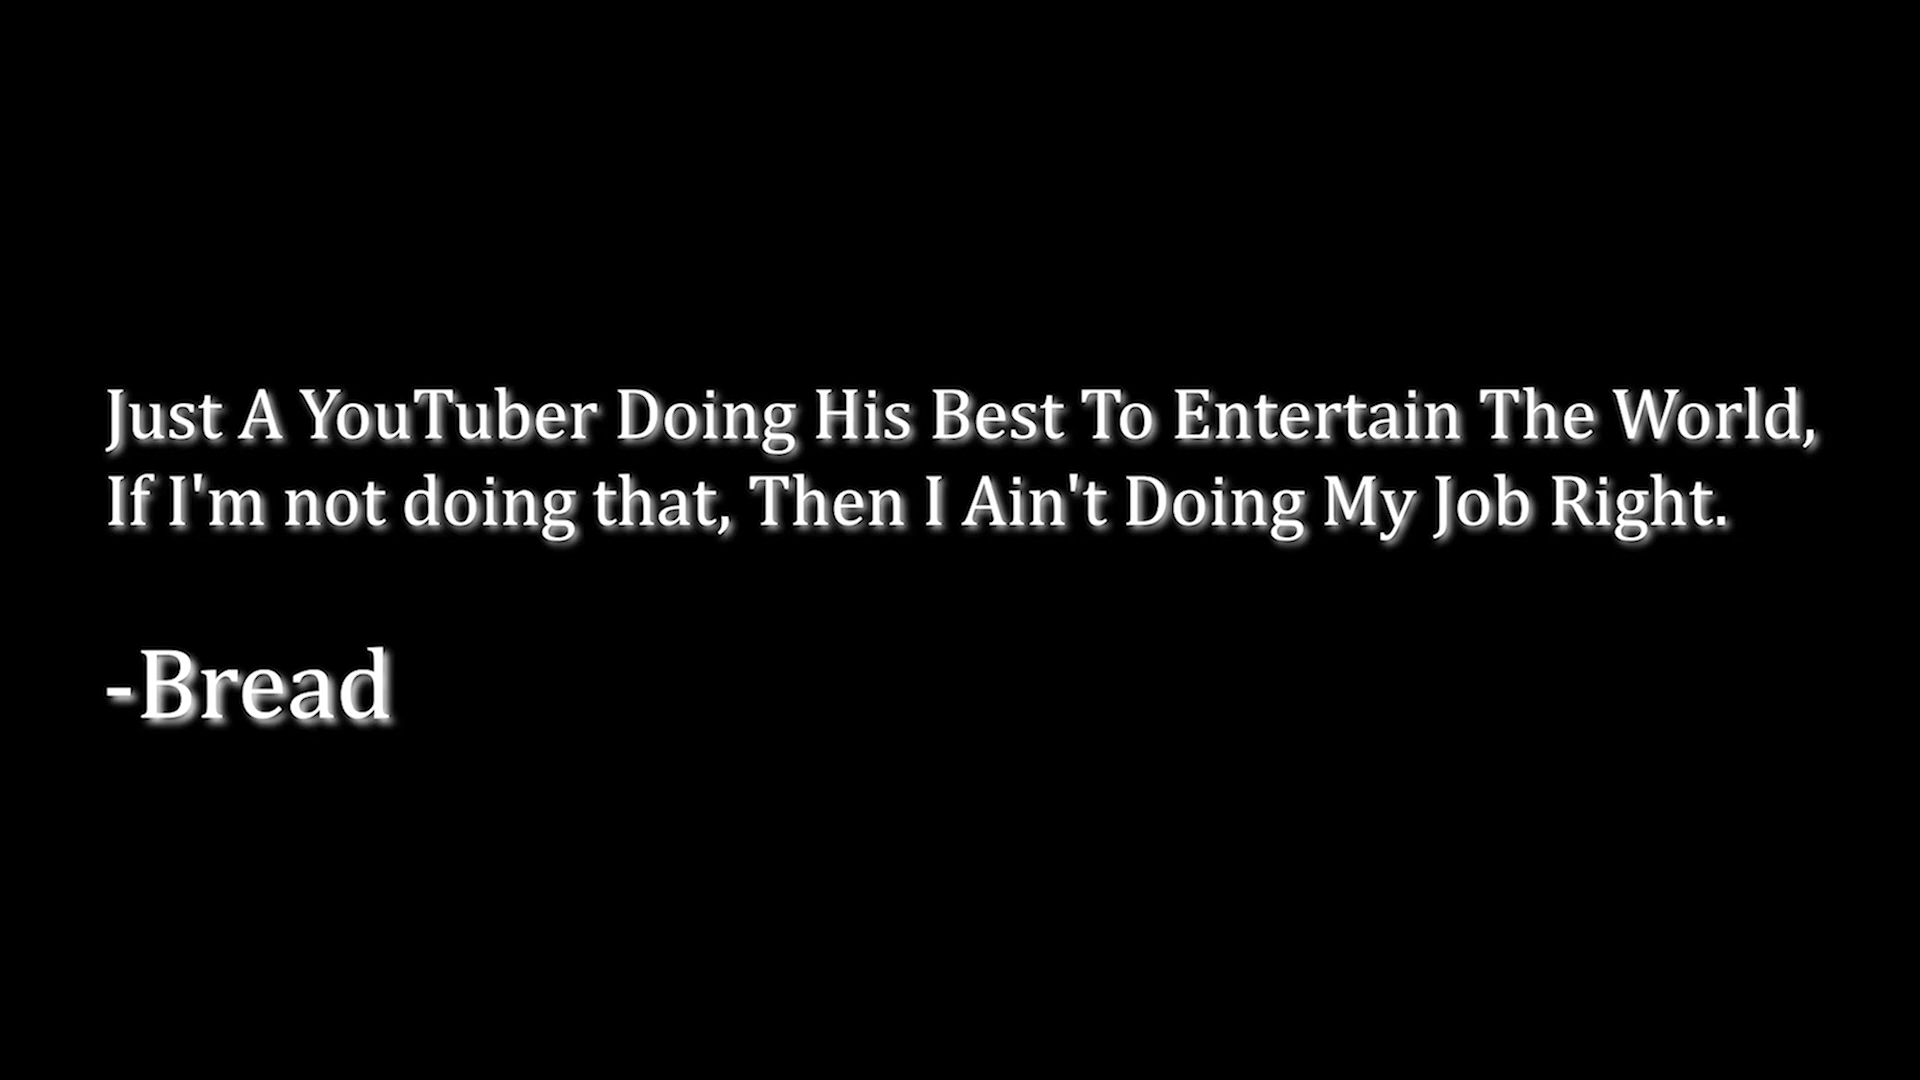 Just A YouTuber Doing His Best To Entertain The World,
If I'm not doing that, Then I Ain't Doing My Job Right.
-Bread